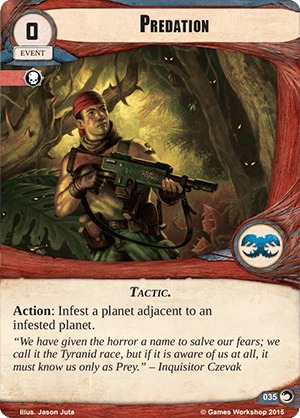 PREDATION
0
EVENT
TACTIC.
Action: Infest a planet adjacent to an
infested planet.
“We have given the horror a name to salve our fears; we
call it the Tyranid race, but if it is aware of us at all, it
must know us only as Prey.” – Inquisitor Czevak
035
Illus. Jason Juta
© Games Workshop 2015